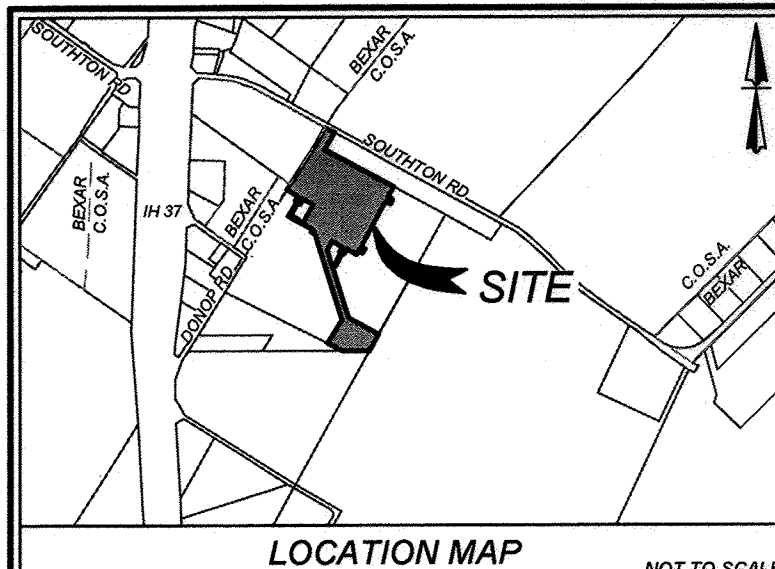 SOUTHTON RD
BEXAR
C.O.S.A.
SOUTHTON RD
BEXAR
C.O.S.A.
IH 37
BEXAR
C.O.S.A.
DONOP RD
SITE
C.O.S.A.
BEXAR
LOCATION MAP
NOT TO SCALE